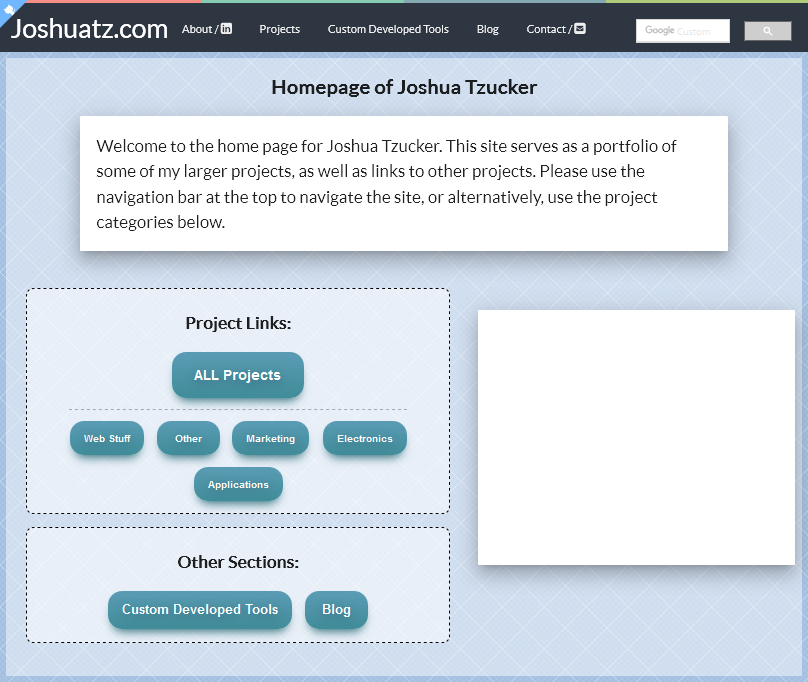 Joshuatz.com
About /
Projects
Custom Developed Tools
Blog
Contact /
Google Custom
Homepage of Joshua Tzucker
Welcome to the home page for Joshua Tzucker. This site serves as a portfolio of
some of my larger projects, as well as links to other projects. Please use the
navigation bar at the top to navigate the site, or alternatively, use the project
categories below.
Project Links:
ALL Projects
Web Stuff
Other
Marketing
Electronics
Applications
Other Sections:
Custom Developed Tools
Blog